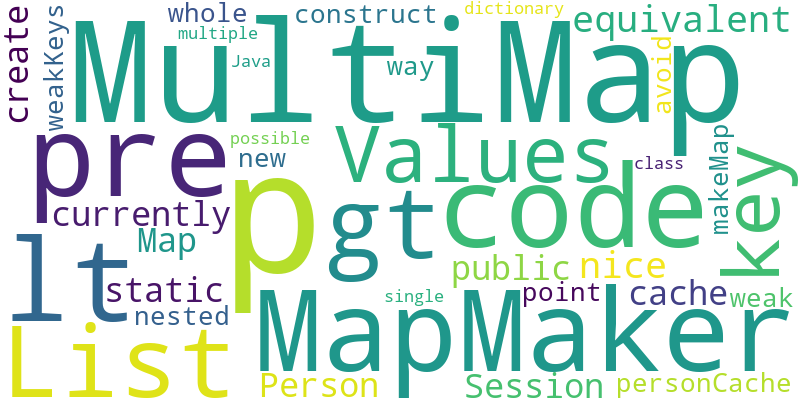 create
weakKeys
whole
multiple
construct
dictionary
equivalent
MultiMap
Java
way
avoid
pre
possible
new
Values
class
makeMap
key
currently
Map
p
gt
code
lt
static
nested
public
nice
point
cache
weak
single
List
MapMaker
Person
Session
personCache